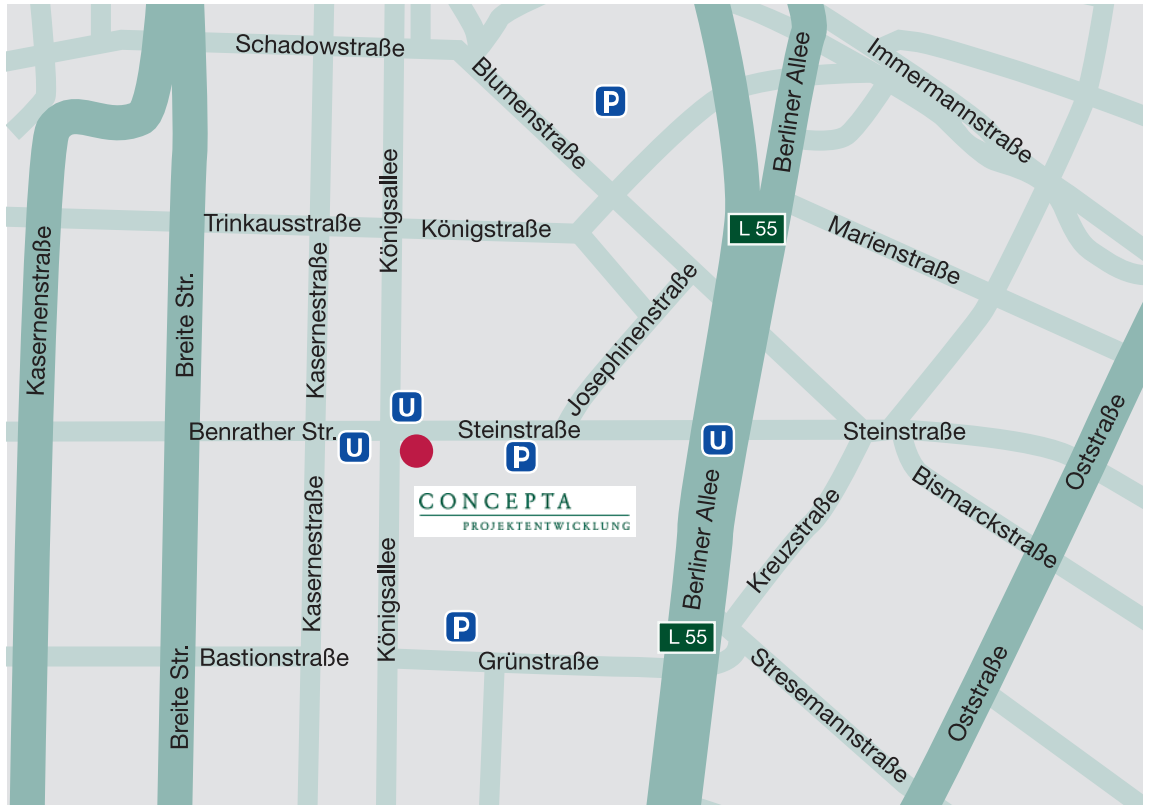 Schadowstraße
Berliner Allee
Immermannstraße
Blumenstraße
P
Königsallee
Trinkausstraße
Königstraße
L 55
Marienstraße
Kasernenstraße
Breite Str.
Kasernestraße
Josephinenstraße
U
Benrather Str.
U
Steinstraße
P
U
Steinstraße
Oststraße
CONCEPTA
PROJEKTENTWICKLUNG
Kasernestraße
Königsallee
Berliner Allee
Kreuzstraße
Bismarckstraße
P
L 55
Breite Str.
Bastionstraße
Grünstraße
Stresemannstraße
Oststraße